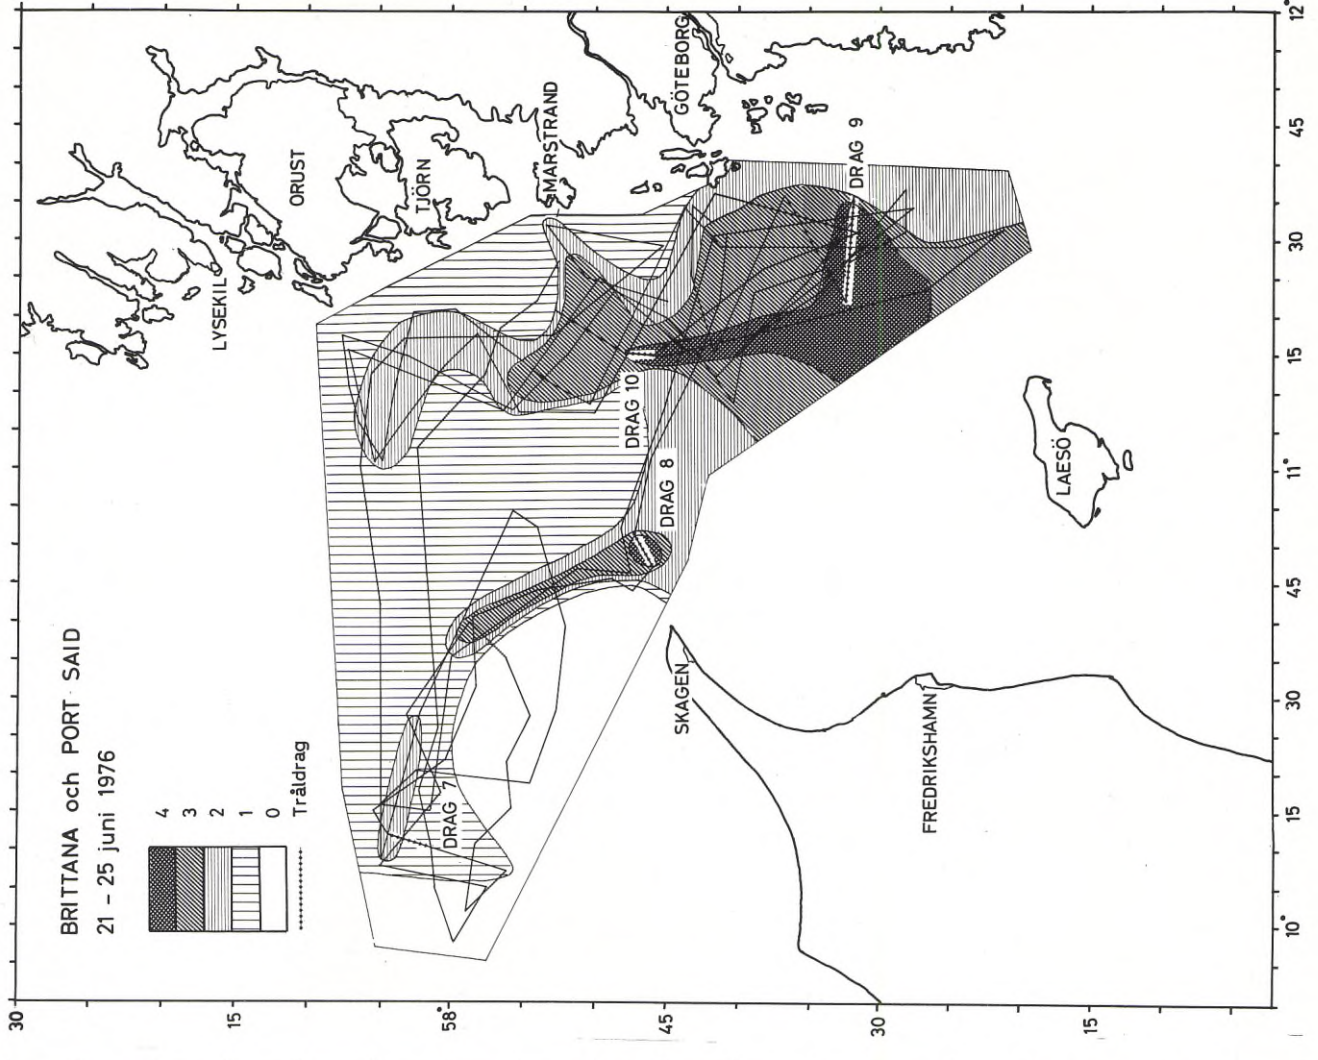 BRITTANA och PORT SAID
21 – 25 juni 1976
4
3
2
1
0
Tråldrag
LYSEKIL
ORUST
TJÖRN
MARSTRAND
GÖTEBORG
DRAG 7
DRAG 8
DRAG 10
DRAG 9
SKAGEN
FREDRIKSHAMN
LAESÖ
30
15
58°
45
30
15
10°
15
30
45
11°
15
30
45
12°